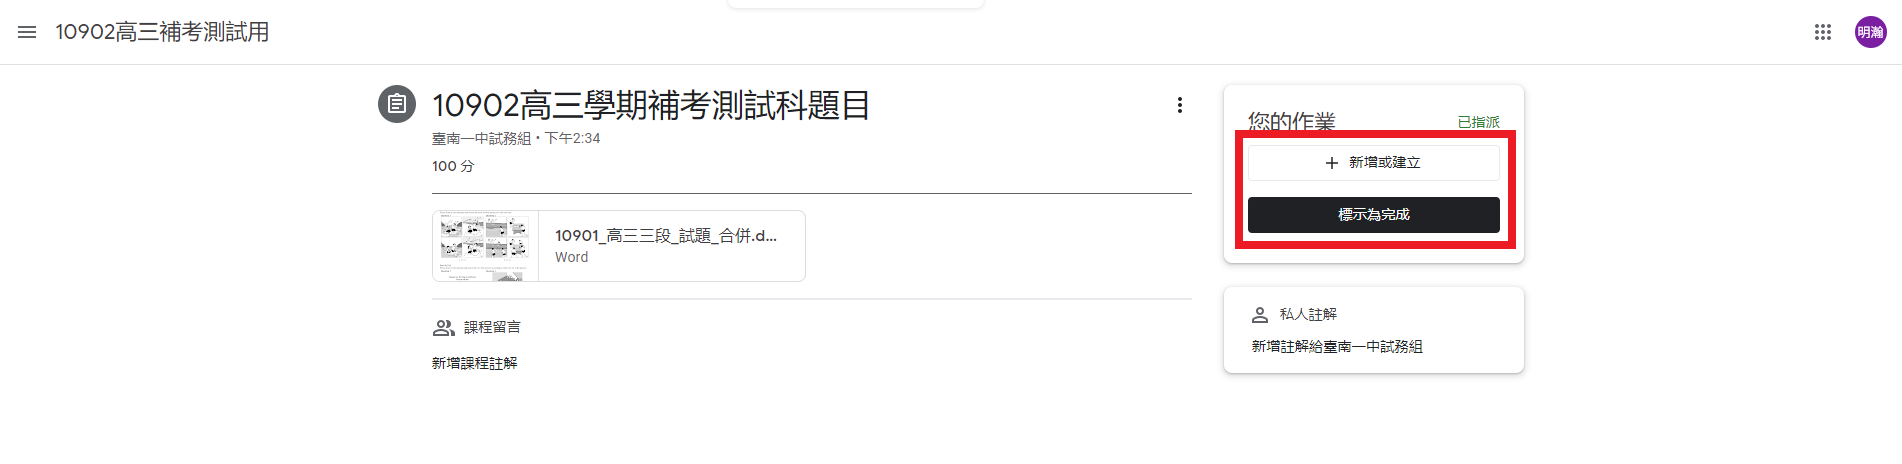 10902高三補考測試用
明瀚
10902高三學期補考測試科題目
臺南一中試務組 • 下午2:34
100 分
10901_高三三段_試題_合併.d...
Word
課程留言
新增課程註解
您的作業
已指派
新增或建立
標示為完成
私人註解
新增註解給臺南一中試務組